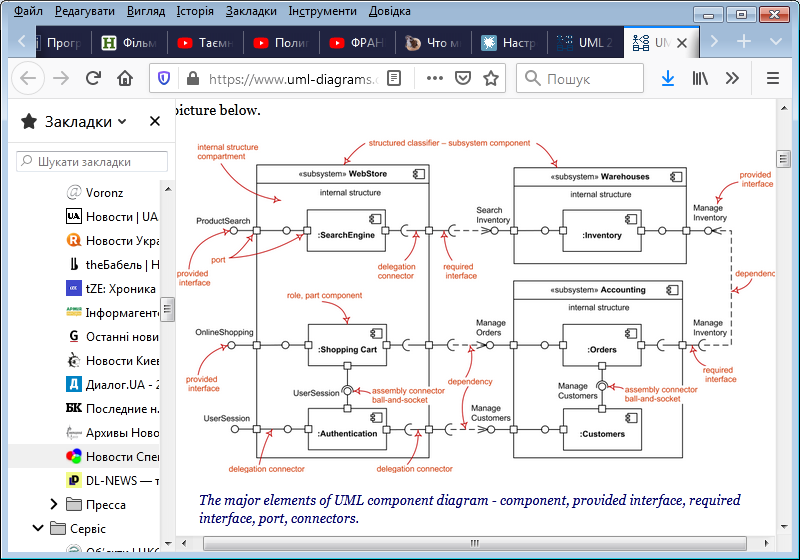 Файл Редагувати Вигляд Історія Закладки Інструменти Довідка
Прогр
Фільм
Таємн
Полиг
ФРАН
Что м
Настр
UML 2
UM
https://www.uml-diagrams.
Пошук
Закладки
Шукати закладки
Voronz
Новости | UA
Новости Укра
theБабель | Н
tZE: Хроника
Інформагент
Останні нови
Новости Киев
Диалог.UA - 2
Последние н.
Архивы Ново
Новости Спец
DL-NEWS — т
Пресса
Сервіс
picture below.
structured classifier – subsystem component
internal structure
compartment
«subsystem» WebStore
internal structure
«subsystem» Warehouses
internal structure
provided
interface
ProductSearch
:SearchEngine
Search
Inventory
:Inventory
Manage
Inventory
port
provided
interface
delegation
connector
required
interface
dependency
role, part component
«subsystem» Accounting
internal structure
OnlineShopping
:Shopping Cart
Manage
Orders
:Orders
Manage
Inventory
provided
interface
UserSession
assembly connector
ball-and-socket
dependency
Manage
Customers
assembly connector
ball-and-socket
required
interface
UserSession
:Authentication
Manage
Customers
:Customers
delegation connector
delegation connector
The major elements of UML component diagram - component, provided interface, required
interface, port, connectors.